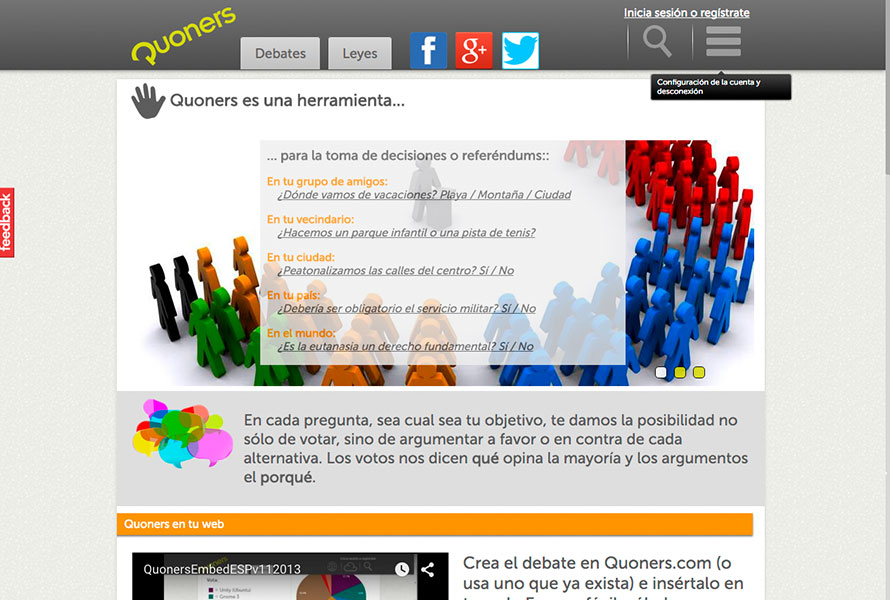 Inicia sesión o regístrate
Quoners
Debates
Leyes
Configuración de la cuenta y
desconexión
Quoners es una herramienta...
... para la toma de decisiones o referéndums::
En tu grupo de amigos:
¿Dónde vamos de vacaciones? Playa / Montaña / Ciudad
En tu vecindario:
¿Hacemos un parque infantil o una pista de tenis?
En tu ciudad:
¿Peatonalizamos las calles del centro? Sí / No
En tu país:
¿Debería ser obligatorio el servicio militar? Sí / No
En el mundo:
¿Es la eutanasia un derecho fundamental? Sí / No
feedback
En cada pregunta, sea cual sea tu objetivo, te damos la posibilidad no
sólo de votar, sino de argumentar a favor o en contra de cada
alternativa. Los votos nos dicen qué opina la mayoría y los argumentos
el porqué.
Quoners en tu web
QuonersEmbedESPv112013
Vota:
Unity (Ubuntu)
Gnome 3
Crea el debate en Quoners.com (o
usa uno que ya exista) e insértalo en